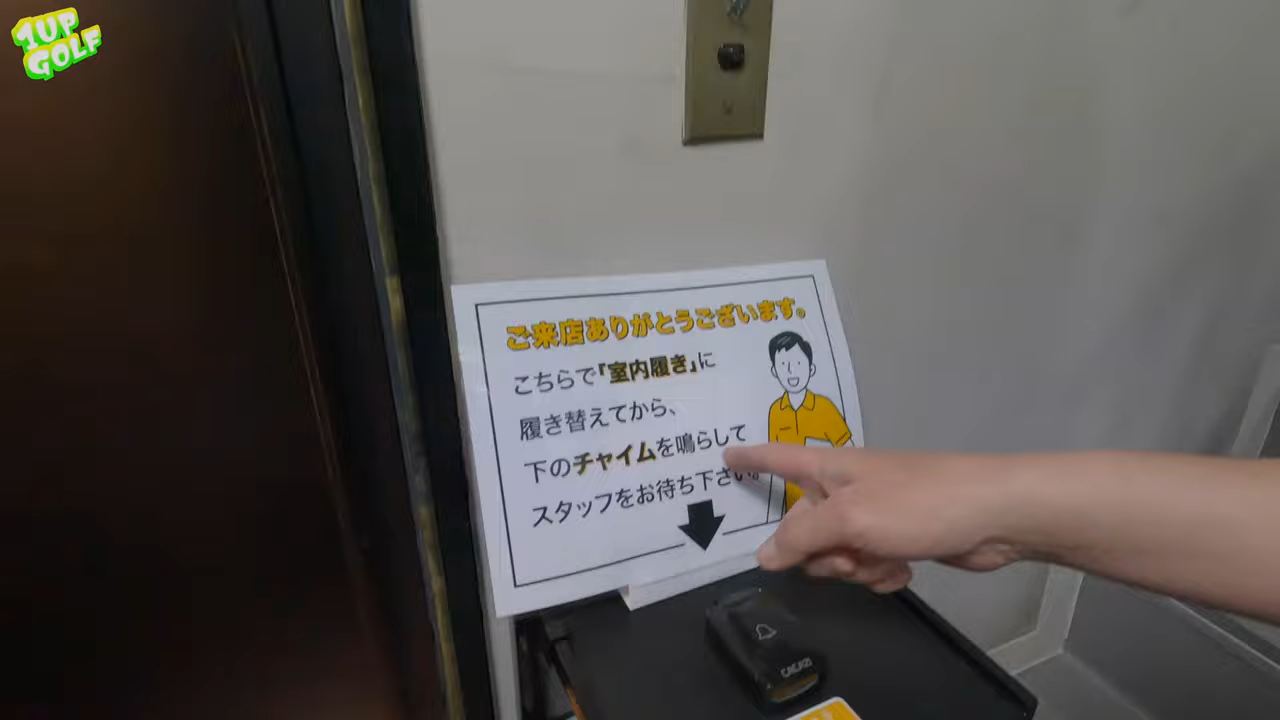 1UP
GOLF
ご来店ありがとうございます。
こちらで「室内履き」に
履き替えてから、
下のチャイムを鳴らして
スタッフをお待ち下さい。
CACAZI